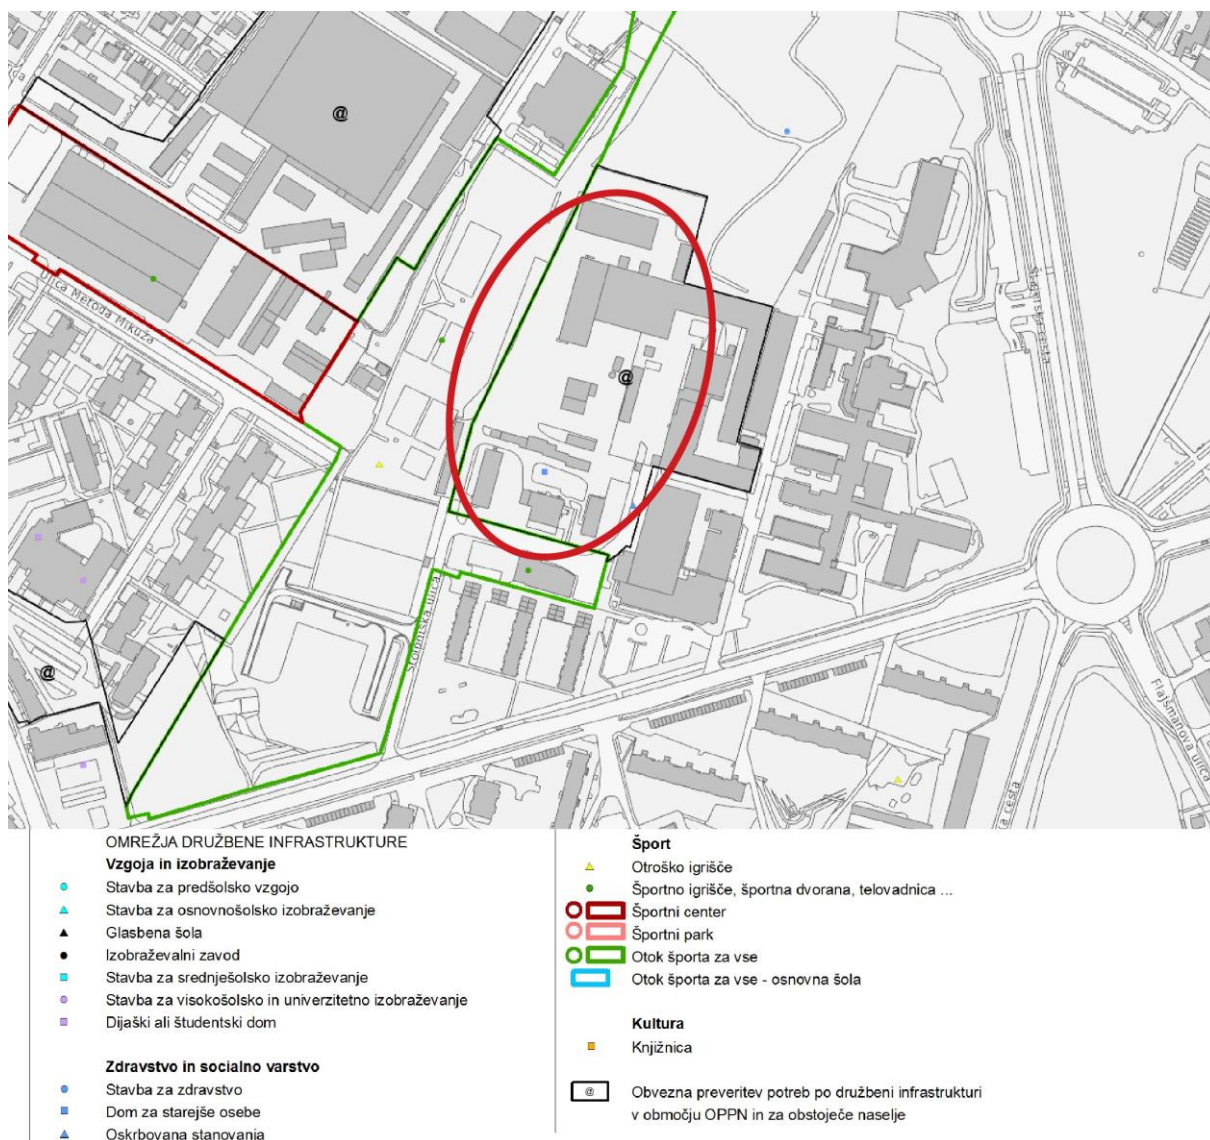 @
@
Ulica Metoda Mikuža
@
Stolpniška ulica
@
Flajšmanova ulica
cesta
OMREŽJA DRUŽBENE INFRASTRUKTURE
Vzgoja in izobraževanje
Stavba za predšolsko vzgojo
Stavba za osnovnošolsko izobraževanje
Glasbena šola
Izobraževalni zavod
Stavba za srednješolsko izobraževanje
Stavba za visokošolsko in univerzitetno izobraževanje
Dijaški ali študentski dom
Zdravstvo in socialno varstvo
Stavba za zdravstvo
Dom za starejše osebe
Oskrbovana stanovanja
Šport
Otroško igrišče
Športno igrišče, športna dvorana, telovadnica ...
Športni center
Športni park
Otok športa za vse
Otok športa za vse - osnovna šola
Kultura
Knjižnica
@ Obvezna preveritev potreb po družbeni infrastrukturi
v območju OPPN in za obstoječe naselje